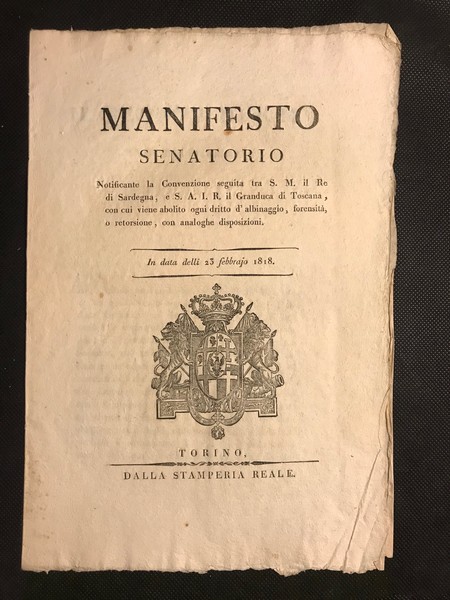 MANIFESTO
SENATORIO
Notificante la Convenzione seguita tra S. M. il Re
di Sardegna, e S. A. I. R. il Granduca di Toscana,
con cui viene abolito ogni dritto d'albinaggio, forensità,
o retorsione, con analoghe disposizioni.
In data delli 23 febbrajo 1818.
TORINO,
DALLA STAMPERIA REALE.